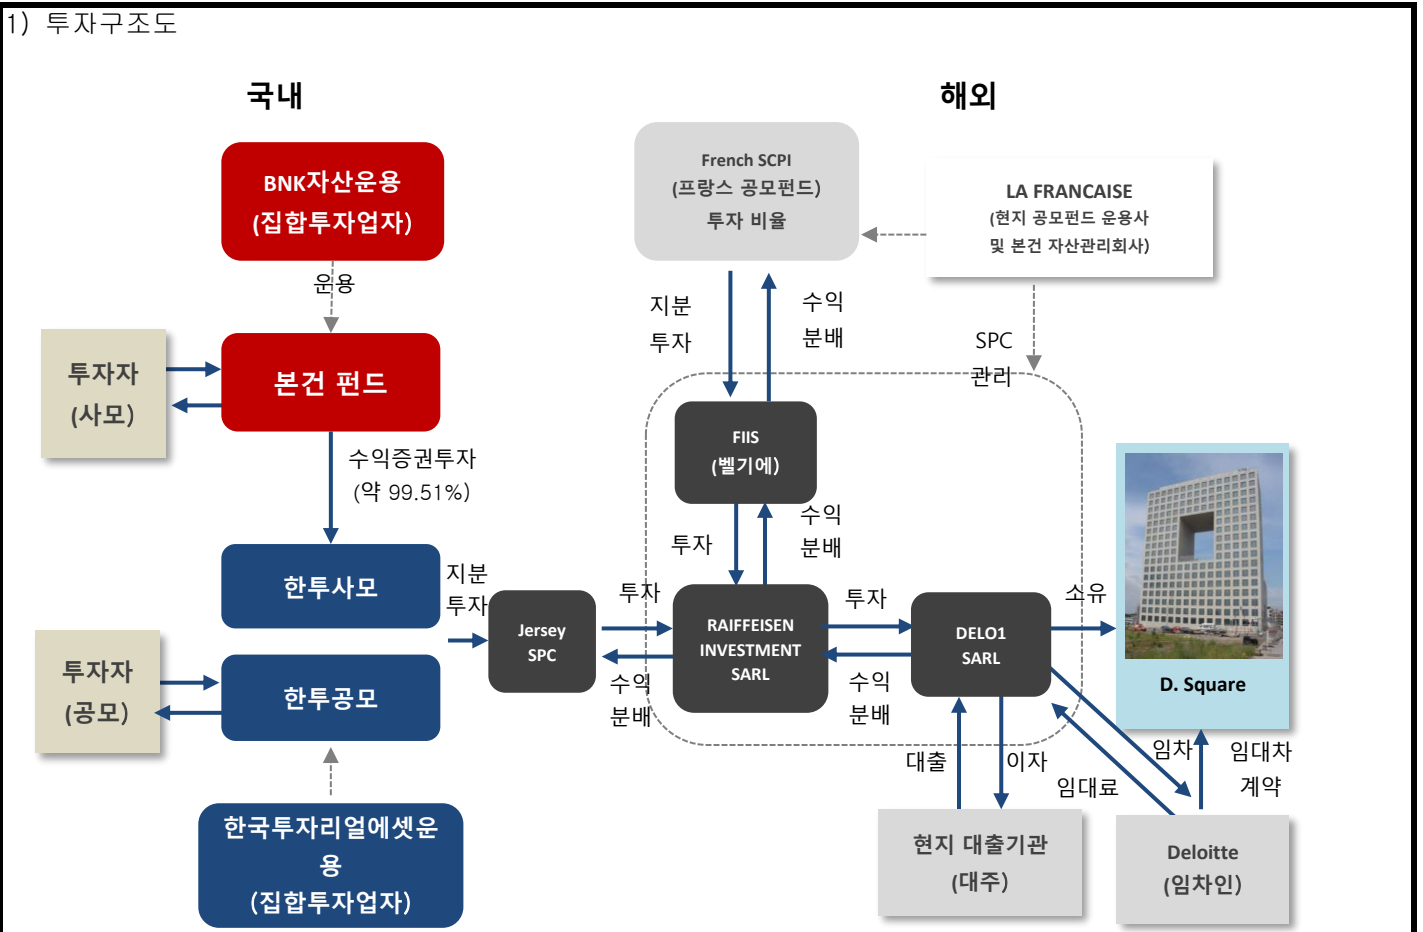 1) 투자구조도
국내
해외
BNK자산운용
(집합투자업자)
운용
투자자
(사모)
본건 펀드
수익증권투자
(약 99.51%)
한투사모
투자자
(공모)
한투공모
한국투자리얼에셋운
용
(집합투자업자)
지분
투자
Jersey
SPC
투자
수익
분배
French SCPI
(프랑스 공모펀드)
투자 비율
LA FRANCAISE
(현지 공모펀드 운용사
및 본건 자산관리회사)
지분
투자
수익
분배
SPC
관리
FIIS
(벨기에)
투자
수익
분배
RAIFFEISEN
INVESTMENT
SARL
투자
수익
분배
DELO1
SARL
소유
D. Square
대출
이자
임대료
임차
임대차
계약
현지 대출기관
(대주)
Deloitte
(임차인)